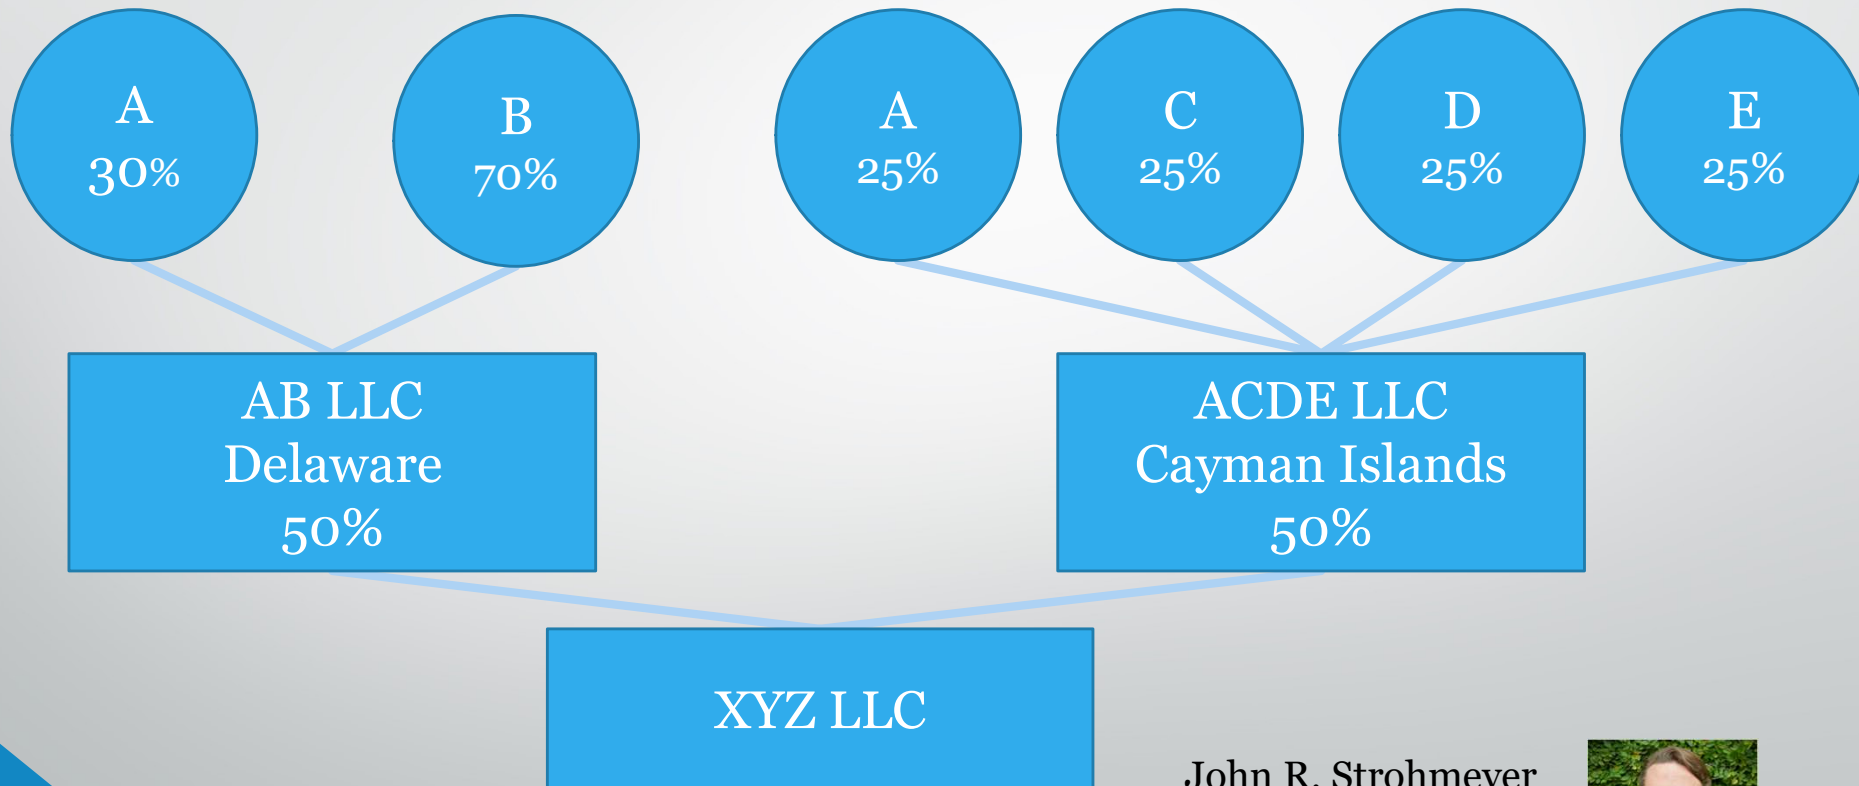 A
30%
B
70%
A
25%
C
25%
D
25%
E
25%
AB LLC
Delaware
50%
ACDE LLC
Cayman Islands
50%
XYZ LLC
John R. Strohmeyer